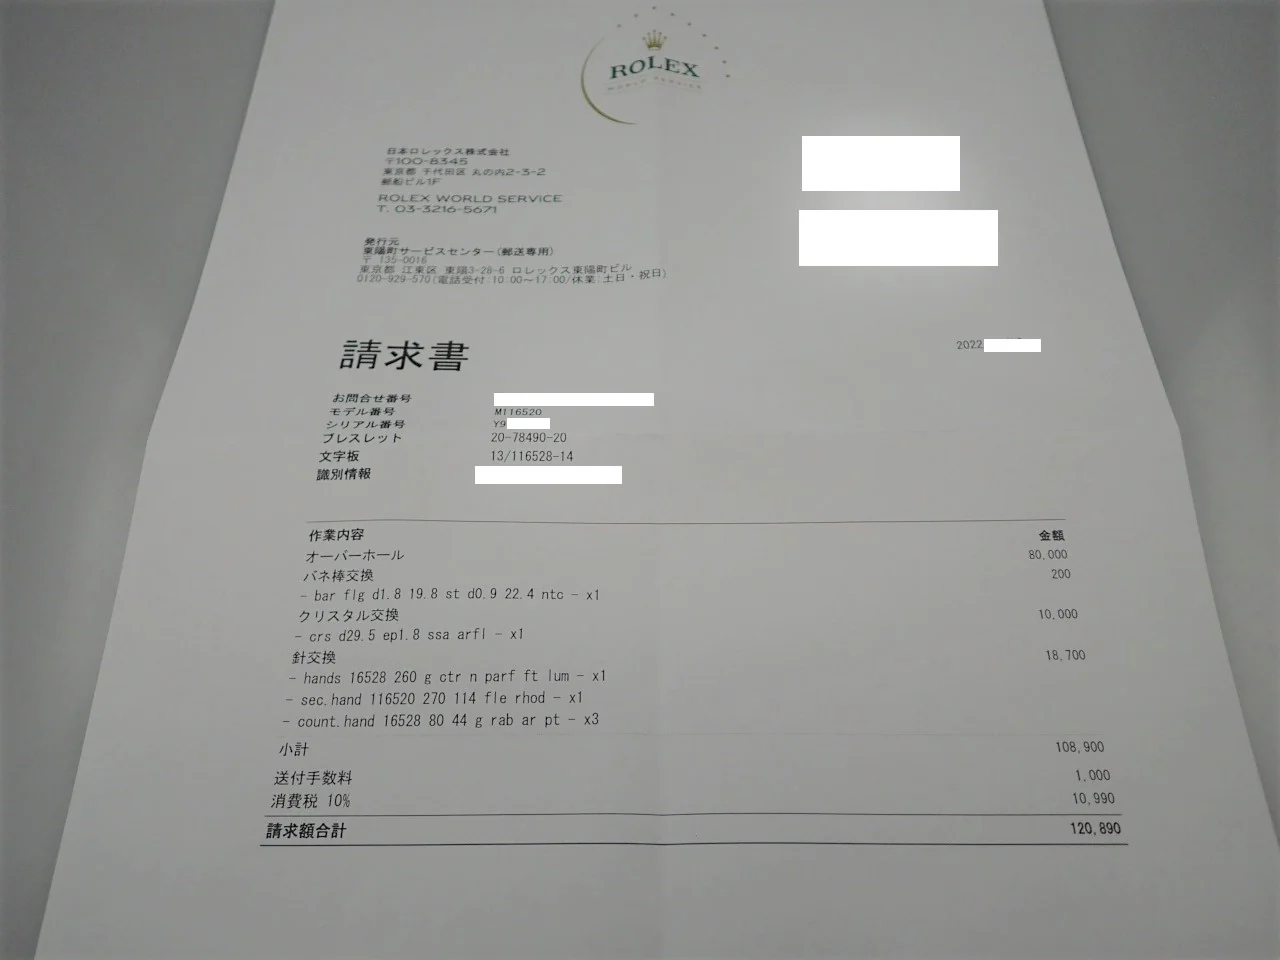 ROLEX
WORLD SERVICE
日本ロレックス株式会社
〒100-8345
東京都 千代田区 丸の内2-3-2
郵船ビル1F
ROLEX WORLD SERVICE
T. 03-3216-5671
発行元
東陽町サービスセンター(郵送専用)
〒 135-0016
東京都 江東区 東陽3-28-6 ロレックス東陽町ビル
0120-929-570(電話受付:10:00～17:00/休業:土日・祝日)
請求書
2022
お問合せ番号
モデル番号 M116520
シリアル番号 Y9
ブレスレット 20-78490-20
文字板 13/116528-14
識別情報
作業内容 金額
オーバーホール 80,000
バネ棒交換 200
- bar flg d1.8 19.8 st d0.9 22.4 ntc - x1
クリスタル交換 10,000
- crs d29.5 ep1.8 ssa arfl - x1
針交換 18,700
- hands 16528 260 g ctr n parf ft lum - x1
- sec.hand 116520 270 114 fle rhod - x1
- count.hand 16528 80 44 g rab ar pt - x3
小計 108,900
送付手数料 1,000
消費税 10% 10,990
請求額合計 120,890